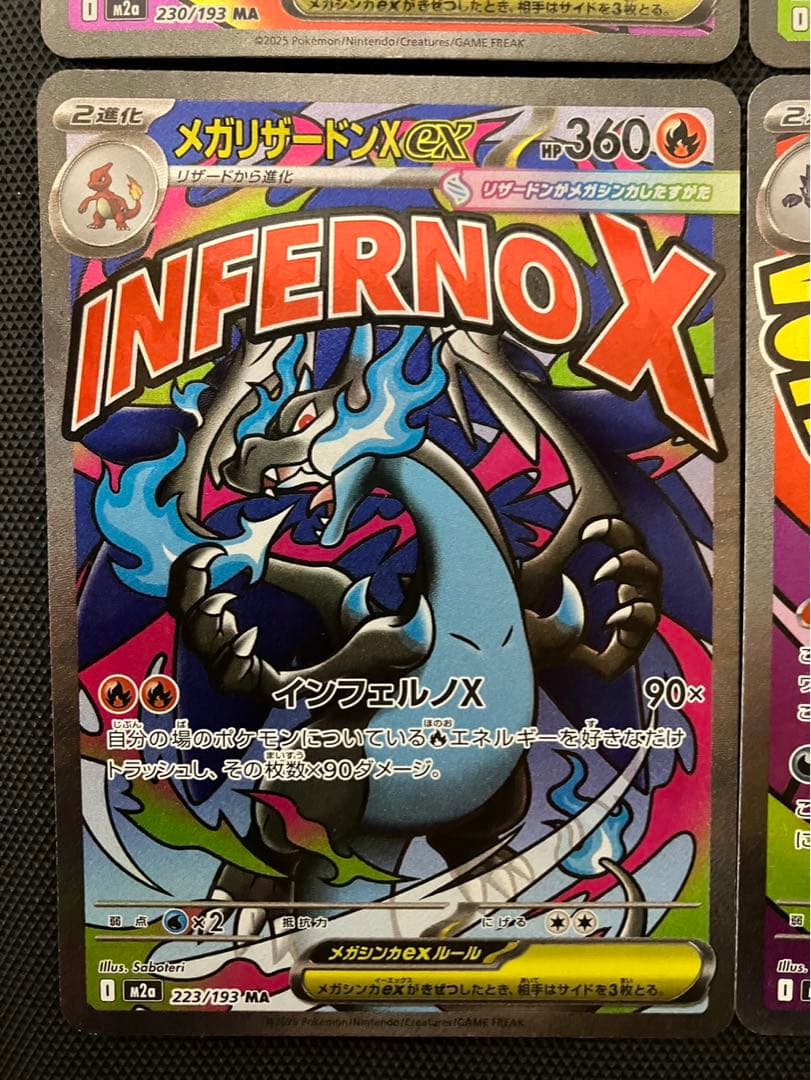 I m2a 230/193 MA
メガシンカexがきぜつしたとき、相手はサイドを3枚とる。
©2025 Pokémon/Nintendo/Creatures/GAME FREAK
2進化
メガリザードンXex
HP360
リザードから進化
リザードンがメガシンカしたすがた
INFERNO X
インフェルノX 90×
自分の場のポケモンについているエネルギーを好きなだけ
トラッシュし、その枚数×90ダメージ。
弱点 ×2 抵抗力 にげる
メガシンカexルール
メガシンカexがきぜつしたとき、相手はサイドを3枚とる。
Illus. Saboteri
I m2a 223/193 MA
©2025 Pokémon/Nintendo/Creatures/GAME FREAK